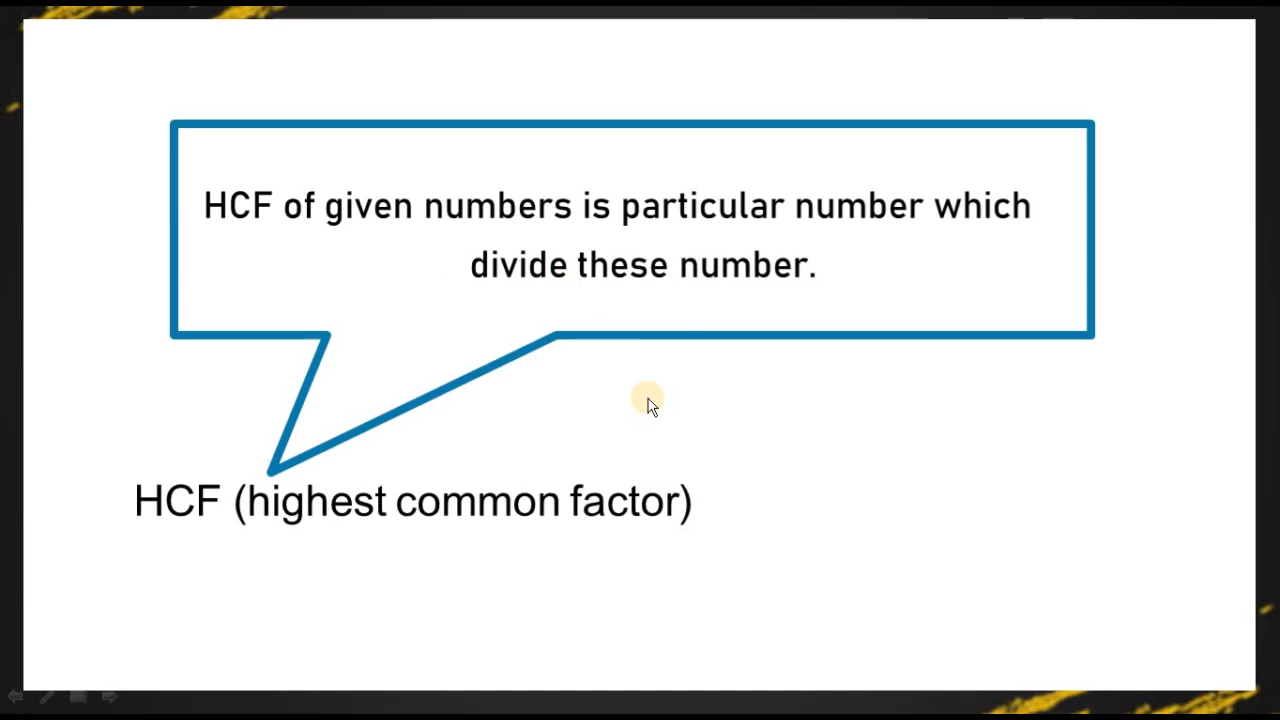 HCF of given numbers is particular number which
divide these number.
HCF (highest common factor)